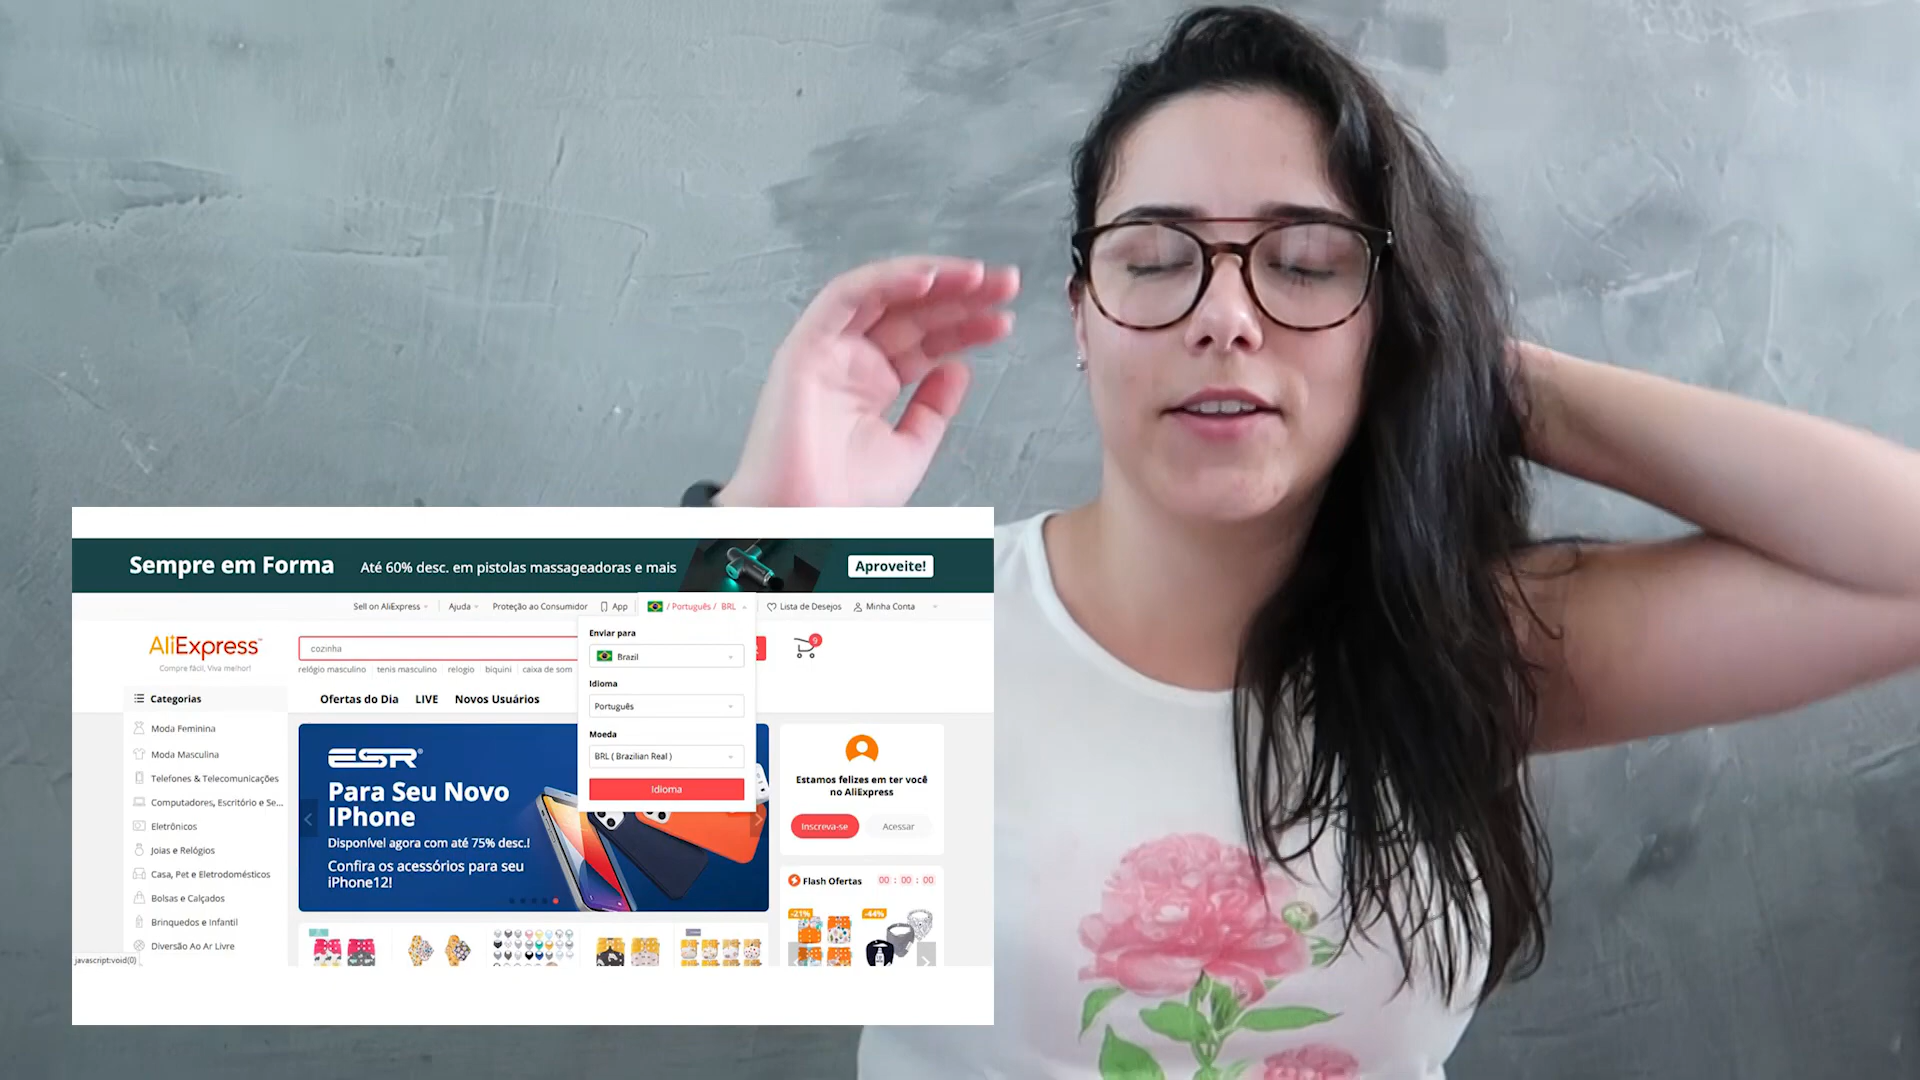 Sempre em Forma
Até 60% desc. em pistolas massageadoras e mais
Aproveite!
Sell on AliExpress
Ajuda
Proteção ao Consumidor
App
/ Português / BRL
Lista de Desejos
Minha Conta
AliExpress
Compre fácil, Viva melhor!
cozinha
9
relógio masculino
tenis masculino
relogio
biquini
caixa de som
Enviar para
Brazil
Idioma
Português
Moeda
BRL ( Brazilian Real )
Idioma
Categorias
Ofertas do Dia
LIVE
Novos Usuários
Moda Feminina
Moda Masculina
Telefones & Telecomunicações
Computadores, Escritório e Se...
Eletrônicos
Joias e Relógios
Casa, Pet e Eletrodomésticos
Bolsas e Calçados
Brinquedos e Infantil
Diversão Ao Ar Livre
javascript:void(0)
ESR®
Para Seu Novo
IPhone
Disponível agora com até 75% desc.!
Confira os acessórios para seu
iPhone12!
Estamos felizes em ter você
no AliExpress
Inscreva-se
Acessar
Flash Ofertas
00 : 00 : 00
-21%
-44%